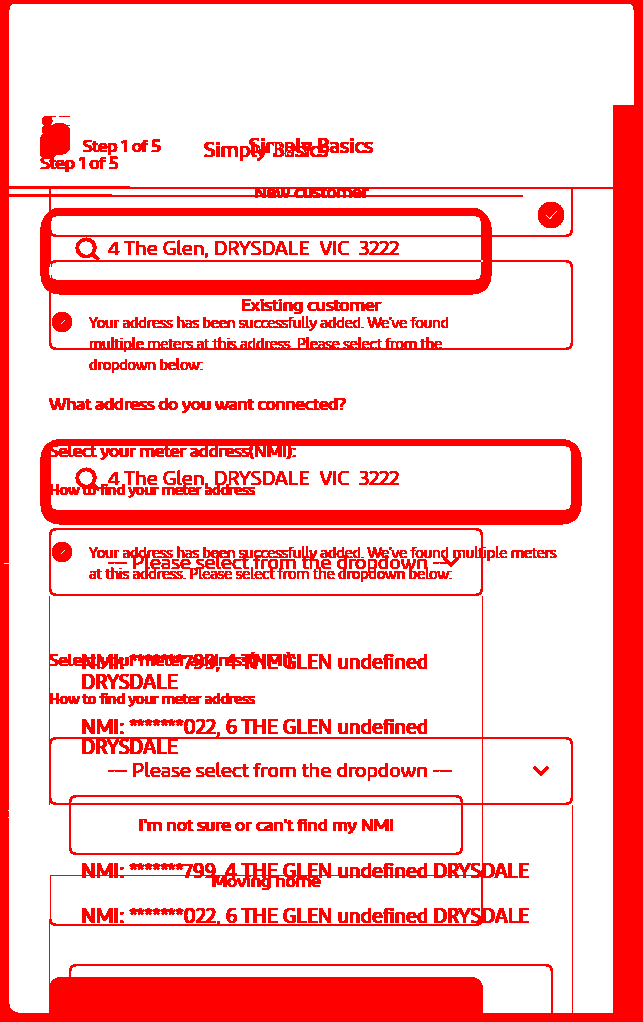 Step 1 of 5
Simply Basics
Simply Basics
Step 1 of 5
New customer
4 The Glen, DRYSDALE VIC 3222
Existing customer
Your address has been successfully added. We've found
multiple meters at this address. Please select from the
dropdown below:
What address do you want connected?
Select your meter address(NMI):
4 The Glen, DRYSDALE VIC 3222
How to find your meter address
Your address has been successfully added. We've found multiple meters
--- Please select from the dropdown ---
at this address. Please select from the dropdown below:
Select your meter address(NMI):
NMI: *******799, 4 THE GLEN undefined
DRYSDALE
How to find your meter address
NMI: *******022, 6 THE GLEN undefined
DRYSDALE
--- Please select from the dropdown ---
I'm not sure or can't find my NMI
NMI: *******799, 4 THE GLEN undefined DRYSDALE
Moving home
NMI: *******022, 6 THE GLEN undefined DRYSDALE